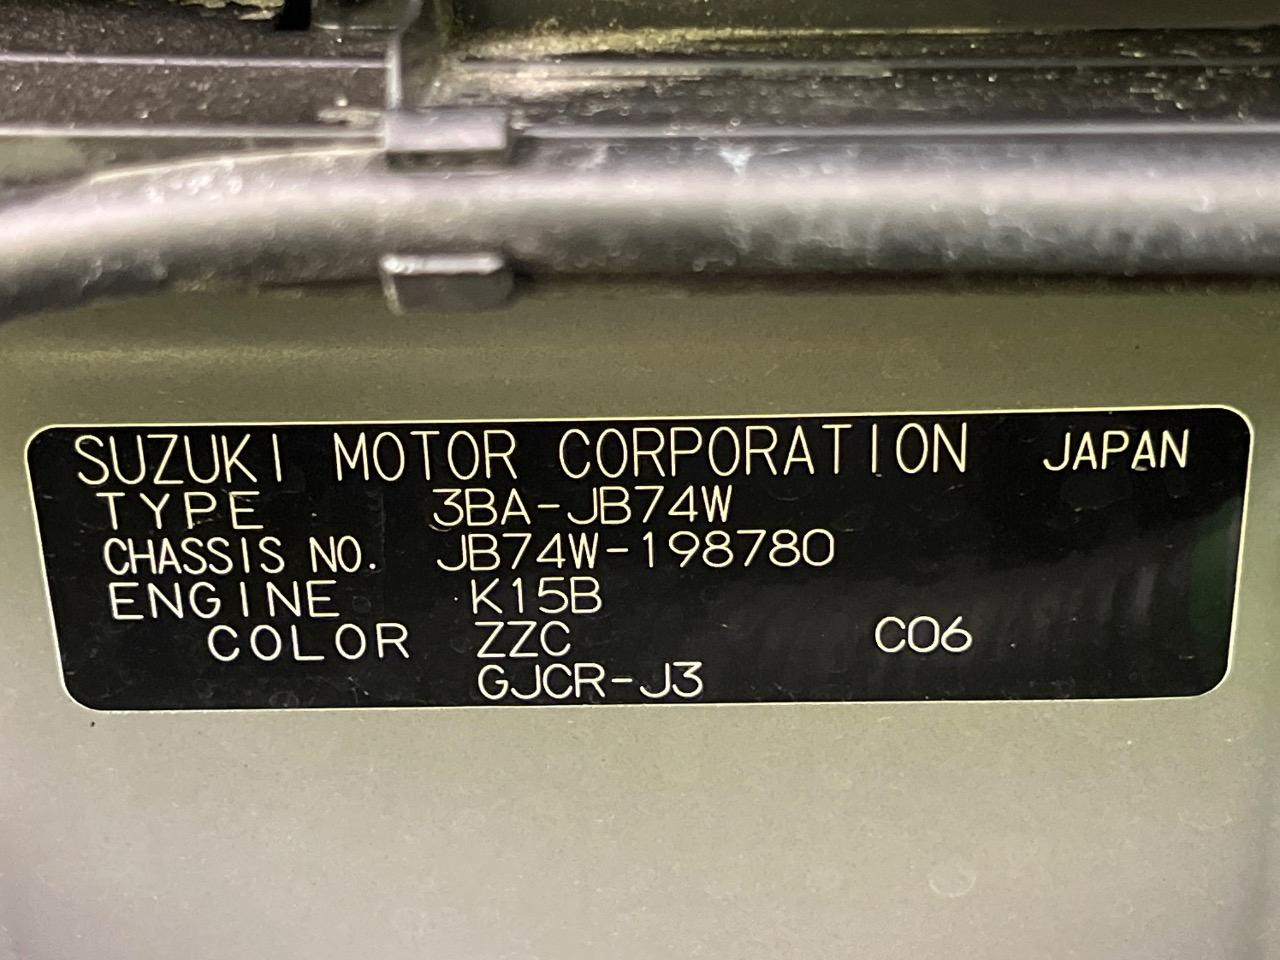 SUZUKI MOTOR CORPORATION JAPAN
TYPE 3BA-JB74W
CHASSIS NO. JB74W-198780
ENGINE K15B
COLOR ZZC C06
GJCR-J3